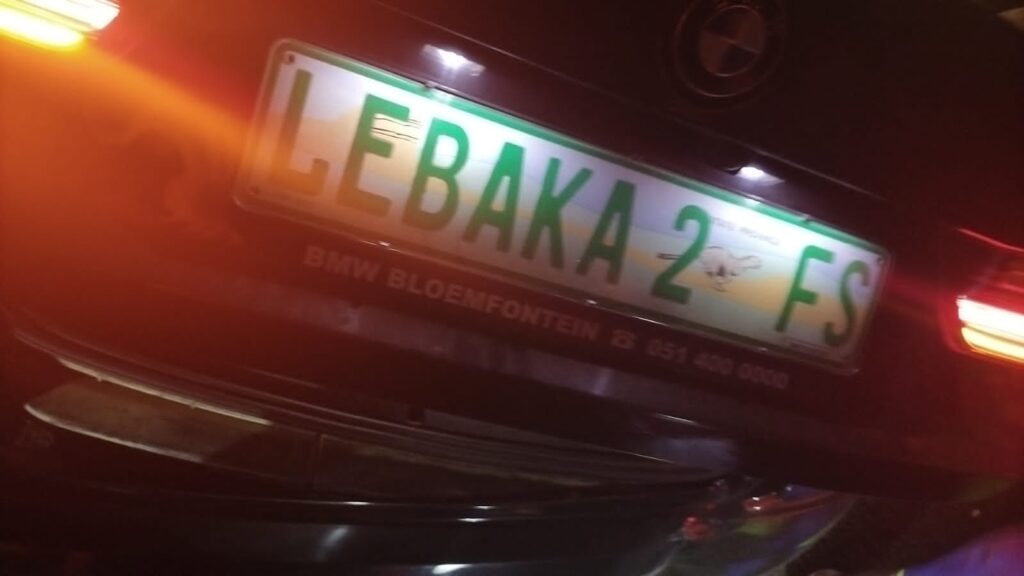 LEBAKA 2 FS
BMW BLOEMFONTEIN ☎ 051 400 0000